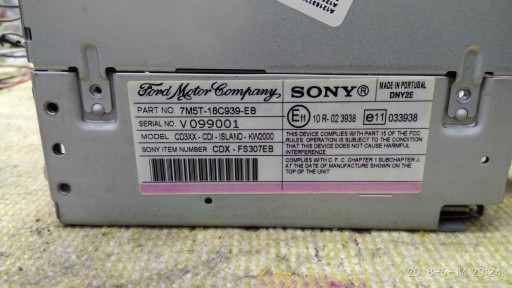 Ford Motor Company
SONY®
MADE IN PORTUGAL
DNY2E
PART NO. 7M5T-18C939-EB
SERIAL NO. V099001
E11 10 R - 02 3938
e11 033938
MODEL CD3XX - CDI - ISLAND - KW2000
SONY ITEM NUMBER CDX - FS307EB
THIS DEVICE COMPLIES WITH PART 15 OF THE FCC
RULES. OPERATION IS SUBJECT TO THE CONDITION
THAT THIS DEVICE DOES NOT CAUSE HARMFUL
INTERFERENCE
COMPLIES WITH C. F. C CHAPTER 1 SUBCHAPTER J.
AT THE DATE OF MANUFACTURE SHOWN ON THE TOP
OF THE UNIT